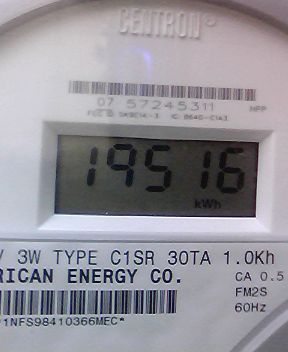 CENTRON®
07 57245311
NFP
19516
kWh
V 3W TYPE C1SR 30TA 1.0Kh
RICAN ENERGY CO.
CA 0.5
FM2S
1NFS98410366MEC*
60Hz